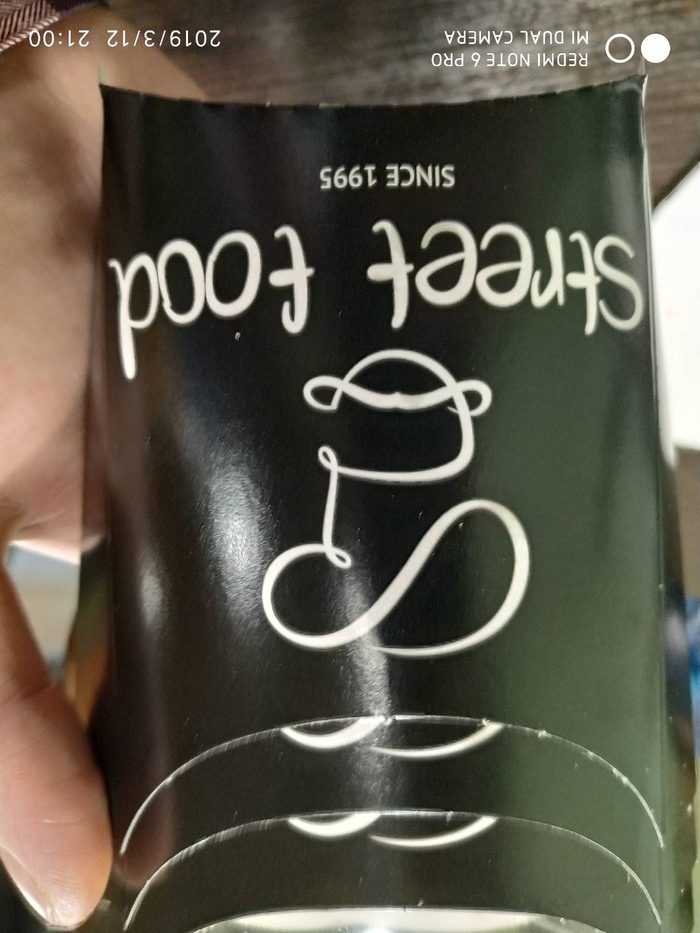 Street food
SINCE 1995
REDMI NOTE 6 PRO
MI DUAL CAMERA
2019/3/12 21:00